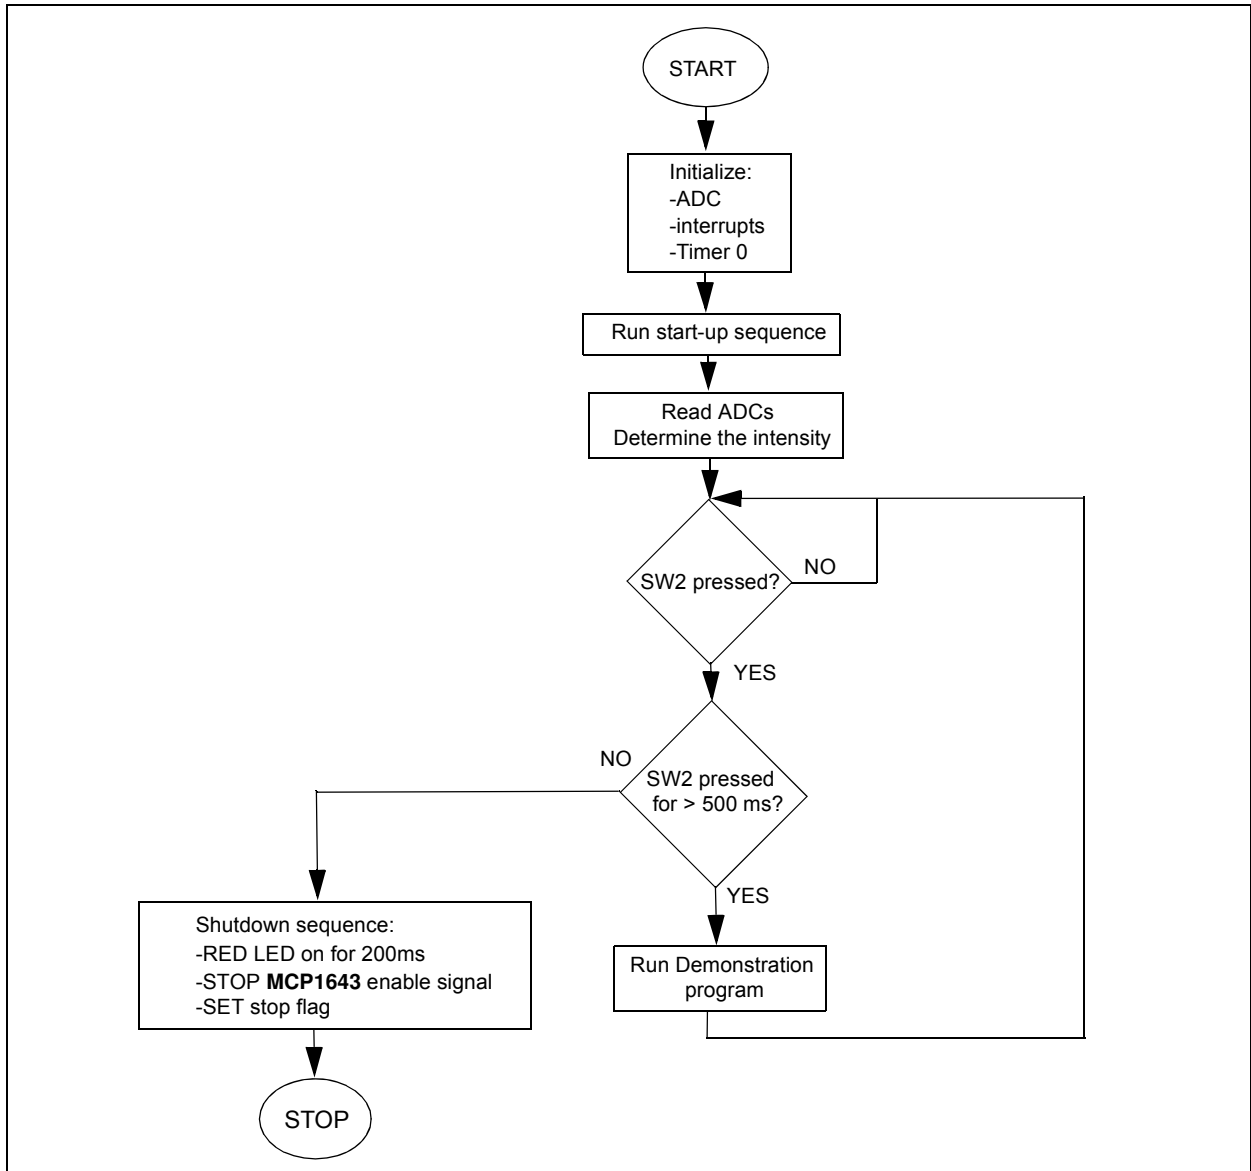 START
Initialize:
-ADC
-interrupts
-Timer 0
Run start-up sequence
Read ADCs
Determine the intensity
SW2 pressed?
NO
YES
NO
SW2 pressed
for > 500 ms?
YES
Shutdown sequence:
-RED LED on for 200ms
-STOP MCP1643 enable signal
-SET stop flag
Run Demonstration
program
STOP